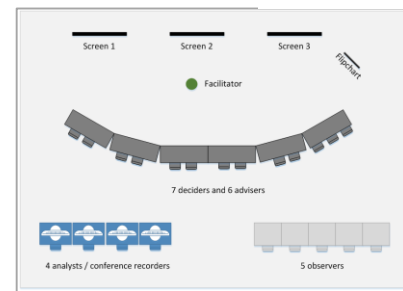 Screen 1
Screen 2
Screen 3
Flipchart
Facilitator
7 deciders and 6 advisers
4 analysts / conference recorders
5 observers